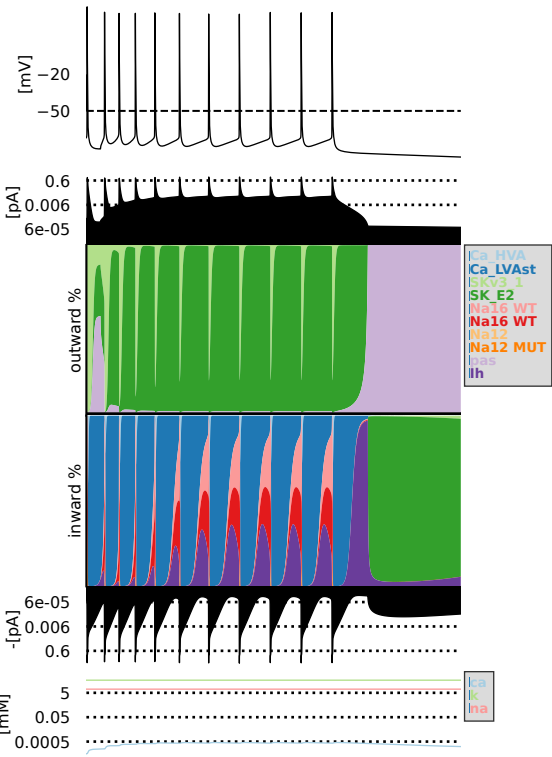 [mV]
−20
−50
[pA]
0.6
0.006
6e-05
outward %
Ca_HVA
Ca_LVAst
SKv3_1
SK_E2
Na16 WT
Na16 WT
Na12
Na12 MUT
pas
Ih
inward %
-[pA]
6e-05
0.006
0.6
[mM]
5
0.05
0.0005
ca
k
na